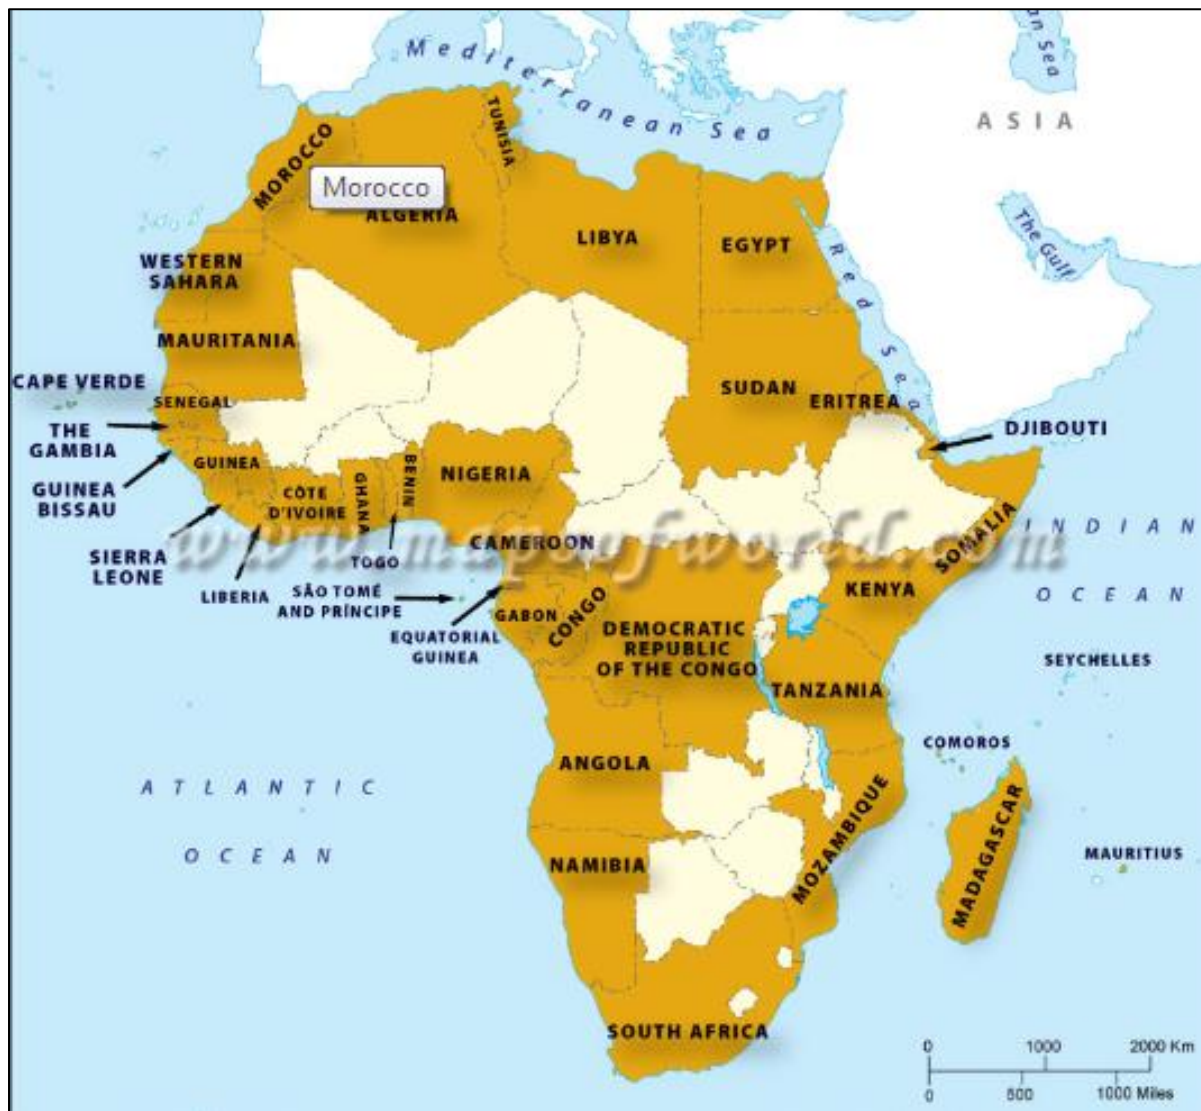 an Sea
Mediterranean Sea
ASIA
TUNISIA
MOROCCO
Morocco
ALGERIA
LIBYA
EGYPT
The Gulf
Red Sea
WESTERN
SAHARA
MAURITANIA
CAPE VERDE
SENEGAL
SUDAN
ERITREA
THE
GAMBIA
DJIBOUTI
GUINEA
GUINEA
BISSAU
CÔTE
D'IVOIRE
GHANA
BENIN
NIGERIA
SOMALIA
INDIAN
OCEAN
www.mapsofworld.com
SIERRA
LEONE
LIBERIA
TOGO
CAMEROON
SÃO TOMÉ
AND PRÍNCIPE
EQUATORIAL
GUINEA
GABON
CONGO
DEMOCRATIC
REPUBLIC
OF THE CONGO
KENYA
TANZANIA
SEYCHELLES
COMOROS
ANGOLA
ATLANTIC
OCEAN
NAMIBIA
MOZAMBIQUE
MADAGASCAR
MAURITIUS
SOUTH AFRICA
0 1000 2000 Km
0 500 1000 Miles